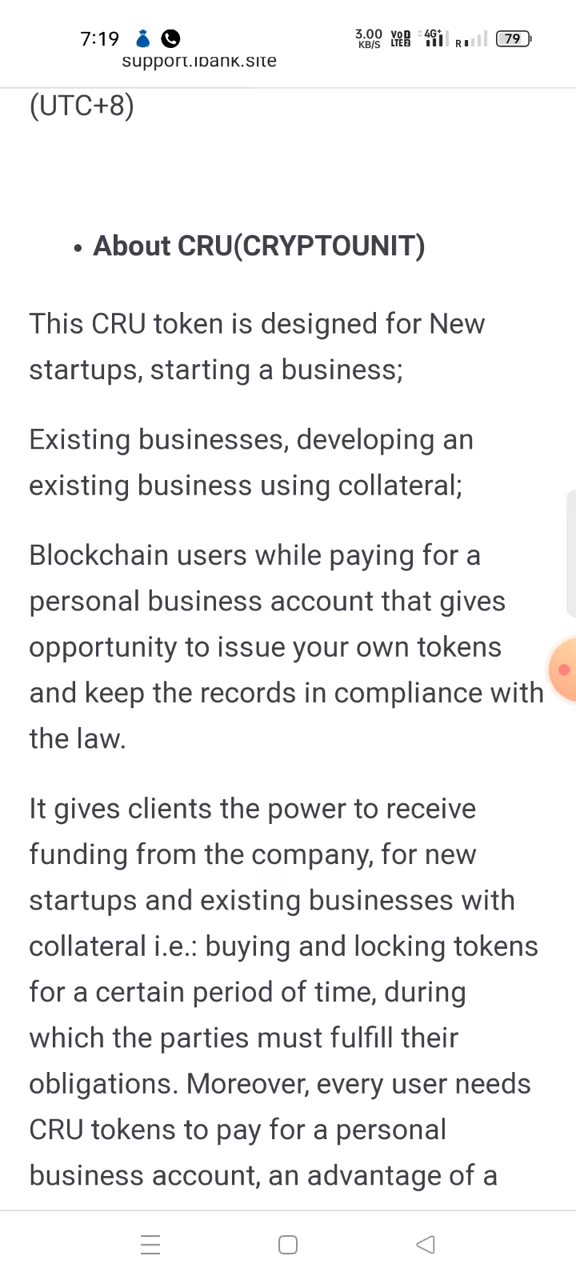 7:19
3.00 KB/S
VoD LTE2
4G+
R
79
support.ibank.site
(UTC+8)
• About CRU(CRYPTOUNIT)
This CRU token is designed for New
startups, starting a business;
Existing businesses, developing an
existing business using collateral;
Blockchain users while paying for a
personal business account that gives
opportunity to issue your own tokens
and keep the records in compliance with
the law.
It gives clients the power to receive
funding from the company, for new
startups and existing businesses with
collateral i.e.: buying and locking tokens
for a certain period of time, during
which the parties must fulfill their
obligations. Moreover, every user needs
CRU tokens to pay for a personal
business account, an advantage of a